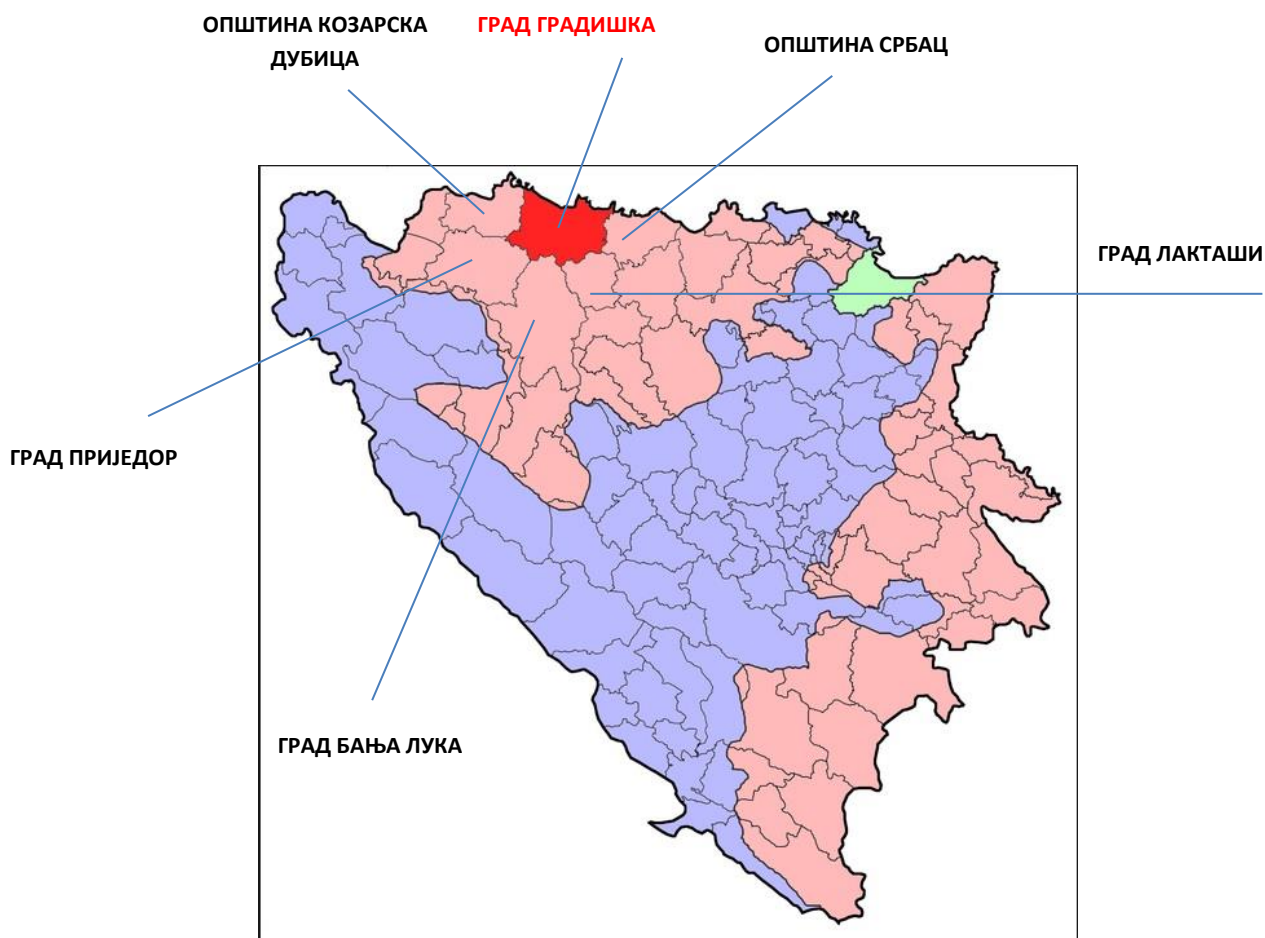 ОПШТИНА КОЗАРСКА
ДУБИЦА
ГРАД ГРАДИШКА
ОПШТИНА СРБАЦ
ГРАД ЛАКТАШИ
ГРАД ПРИЈЕДОР
ГРАД БАЊА ЛУКА